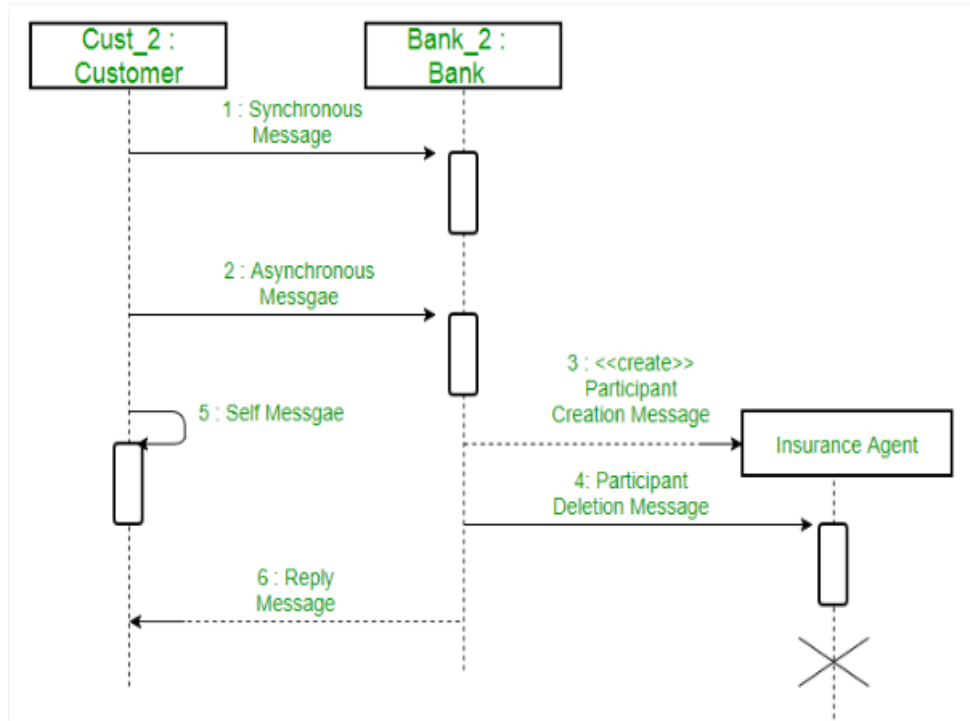 Cust_2 :
Customer
Bank_2 :
Bank
1 : Synchronous
Message
2 : Asynchronous
Messgae
3 : <<create>>
Participant
Creation Message
Insurance Agent
5 : Self Messgae
4: Participant
Deletion Message
6 : Reply
Message